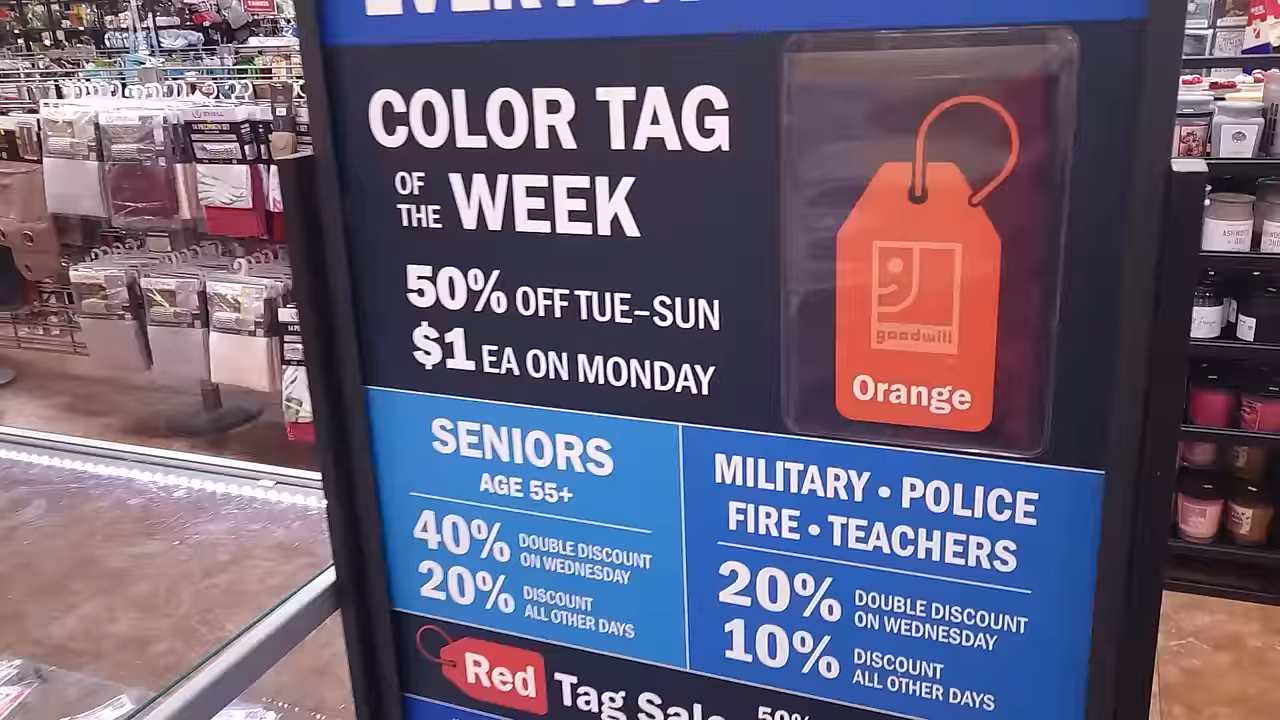 COLOR TAG
OF THE WEEK
50% OFF TUE–SUN
$1 EA ON MONDAY
goodwill
Orange
SENIORS
AGE 55+
40% DOUBLE DISCOUNT ON WEDNESDAY
20% DISCOUNT ALL OTHER DAYS
MILITARY • POLICE
FIRE • TEACHERS
20% DOUBLE DISCOUNT ON WEDNESDAY
10% DISCOUNT ALL OTHER DAYS
Red Tag Sale
50%